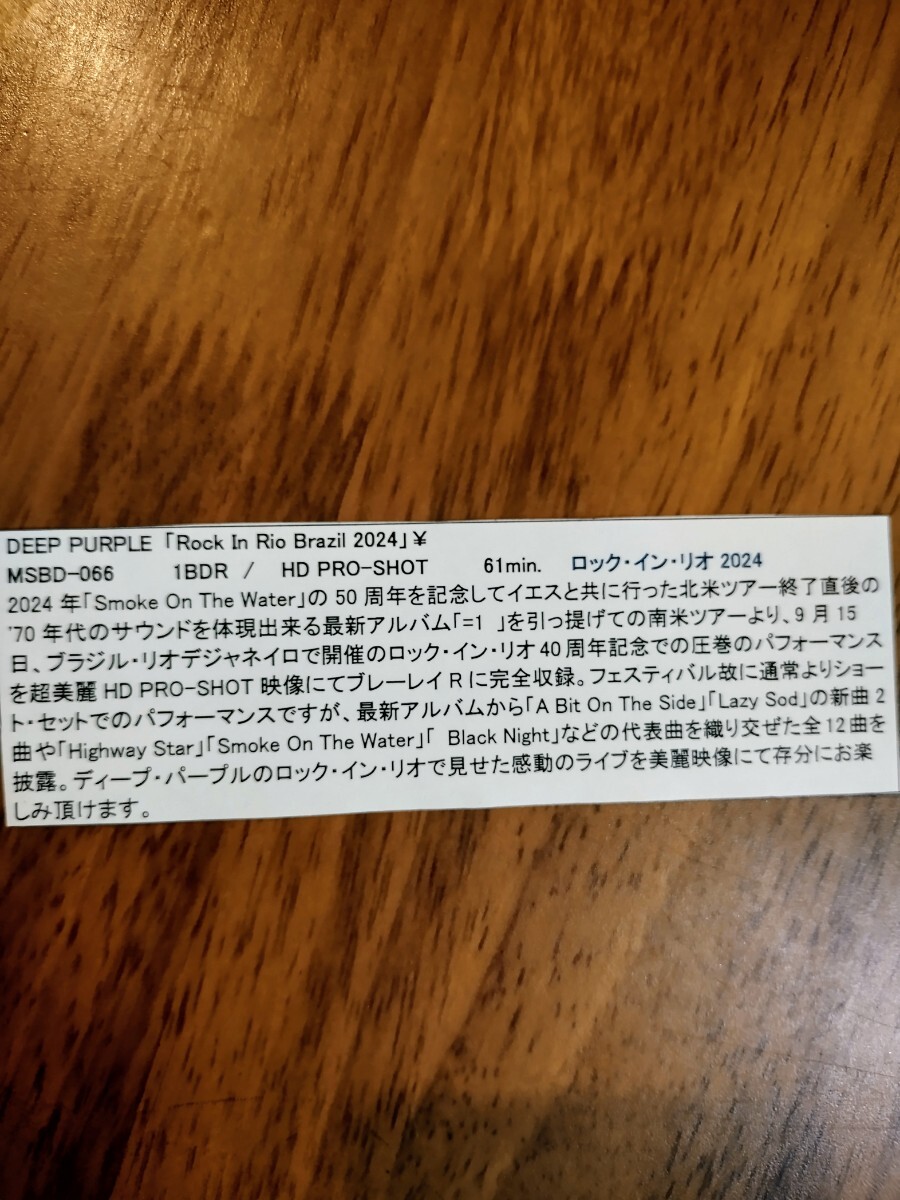 DEEP PURPLE 「Rock In Rio Brazil 2024」¥
MSBD-066 1BDR / HD PRO-SHOT 61min. ロック・イン・リオ 2024
2024 年「Smoke On The Water」の 50 周年を記念してイエスと共に行った北米ツアー終了直後の
'70 年代のサウンドを体現出来る最新アルバム「=1 」を引っ提げての南米ツアーより、9 月 15
日、ブラジル・リオデジャネイロで開催のロック・イン・リオ 40 周年記念での圧巻のパフォーマンス
を超美麗 HD PRO-SHOT 映像にてブルーレイ R に完全収録。フェスティバル故に通常よりショー
ト・セットでのパフォーマンスですが、最新アルバムから「A Bit On The Side」「Lazy Sod」の新曲 2
曲や「Highway Star」「Smoke On The Water」「 Black Night」などの代表曲を織り交ぜた全 12 曲を
披露。ディープ・パープルのロック・イン・リオで見せた感動のライブを美麗映像にて存分にお楽
しみ頂けます。